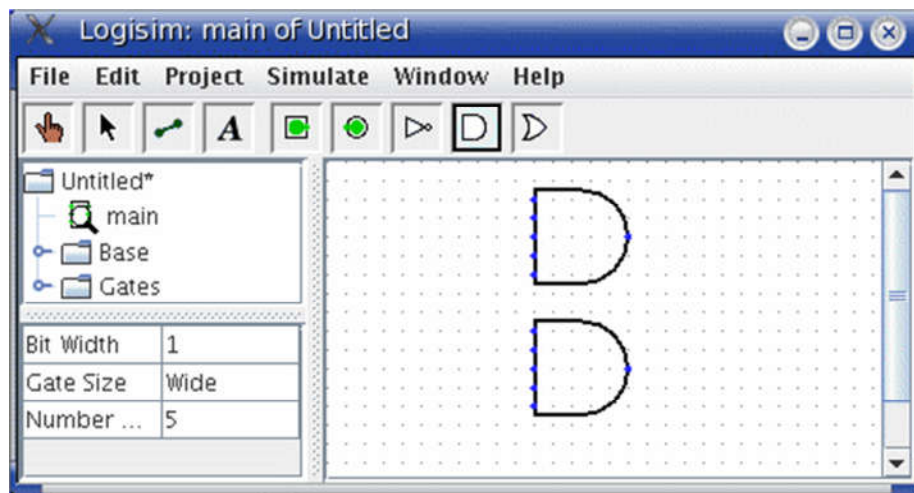 Logisim: main of Untitled
File Edit Project Simulate Window Help
A
Untitled*
main
Base
Gates
Bit Width 1
Gate Size Wide
Number ... 5